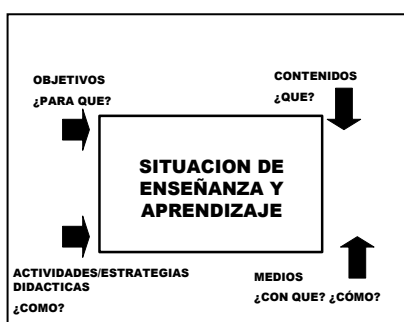 OBJETIVOS
¿PARA QUE?
CONTENIDOS
¿QUE?
SITUACION DE
ENSEÑANZA Y
APRENDIZAJE
ACTIVIDADES/ESTRATEGIAS
DIDACTICAS
¿COMO?
MEDIOS
¿CON QUE? ¿CÓMO?